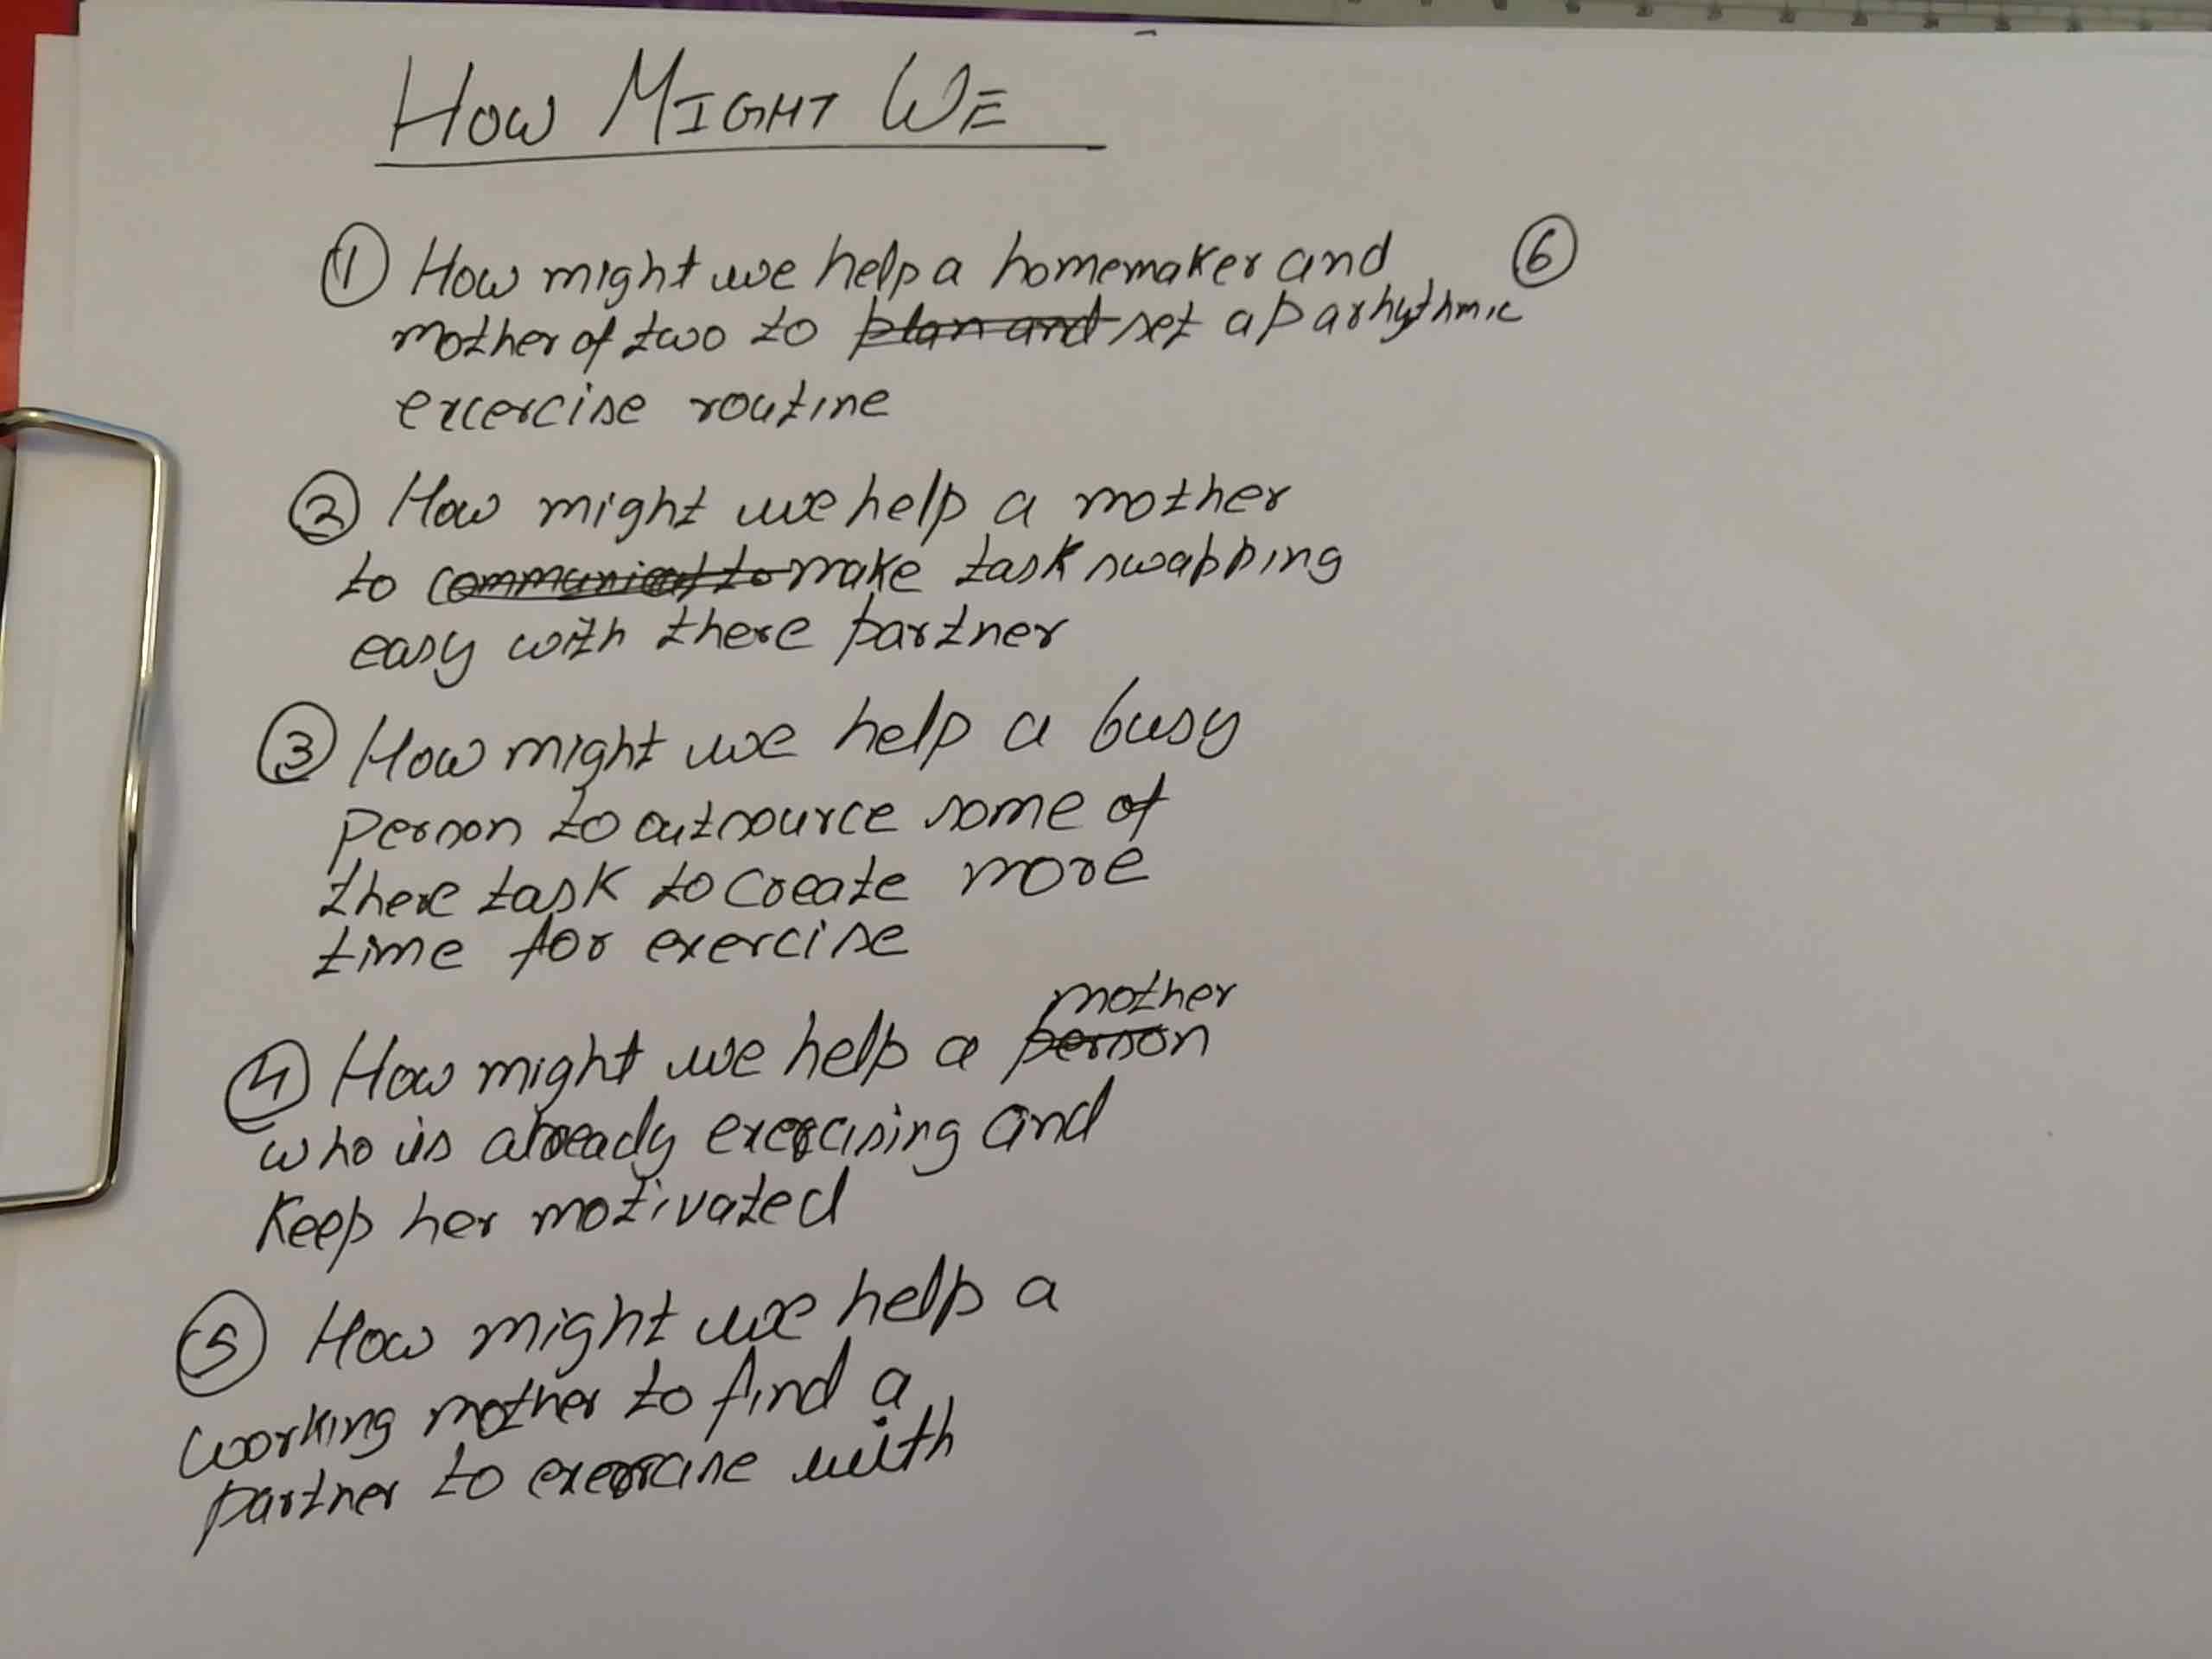 How Might We
① How might we help a homemaker and
mother of two to plan and set a parhythmic
excercise routine
② How might we help a mother
to communicat to make task swapping
easy with there partner
③ How might we help a busy
person to outsource some of
there task to create more
time for exercise
mother
④ How might we help a person
who is already exercising and
keep her motivated
⑤ How might we help a
working mother to find a
partner to exercise with
⑥